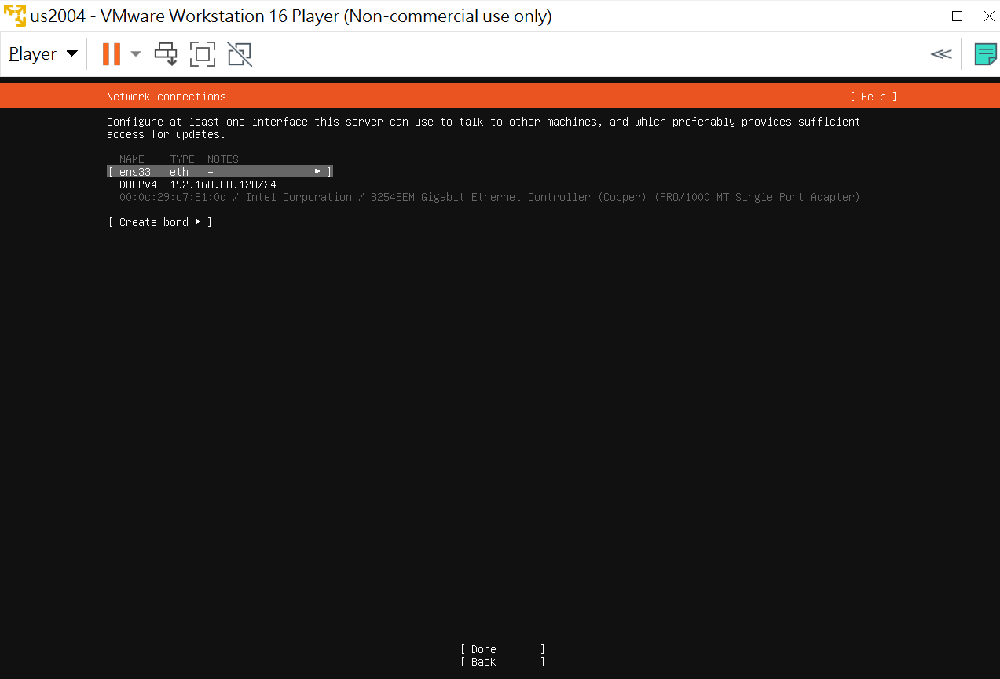 us2004 - VMware Workstation 16 Player (Non-commercial use only)
Player
Network connections [ Help ]
Configure at least one interface this server can use to talk to other machines, and which preferably provides sufficient
access for updates.
NAME TYPE NOTES
[ ens33 eth – ▸ ]
DHCPv4 192.168.88.128/24
00:0c:29:c7:81:0d / Intel Corporation / 82545EM Gigabit Ethernet Controller (Copper) (PRO/1000 MT Single Port Adapter)
[ Create bond ▸ ]
[ Done ]
[ Back ]